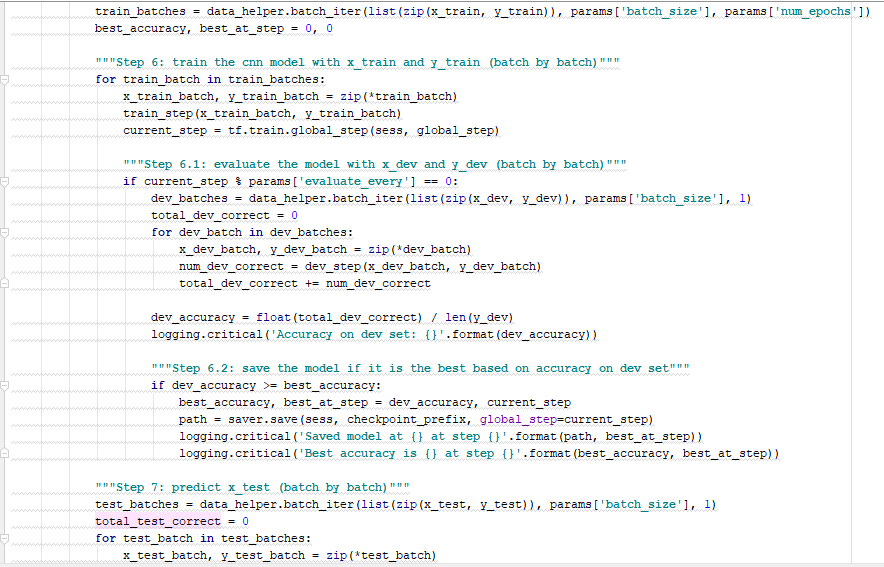 train_batches = data_helper.batch_iter(list(zip(x_train, y_train)), params['batch_size'], params['num_epochs'])
best_accuracy, best_at_step = 0, 0
"""Step 6: train the cnn model with x_train and y_train (batch by batch)"""
for train_batch in train_batches:
x_train_batch, y_train_batch = zip(*train_batch)
train_step(x_train_batch, y_train_batch)
current_step = tf.train.global_step(sess, global_step)
"""Step 6.1: evaluate the model with x_dev and y_dev (batch by batch)"""
if current_step % params['evaluate_every'] == 0:
dev_batches = data_helper.batch_iter(list(zip(x_dev, y_dev)), params['batch_size'], 1)
total_dev_correct = 0
for dev_batch in dev_batches:
x_dev_batch, y_dev_batch = zip(*dev_batch)
num_dev_correct = dev_step(x_dev_batch, y_dev_batch)
total_dev_correct += num_dev_correct
dev_accuracy = float(total_dev_correct) / len(y_dev)
logging.critical('Accuracy on dev set: {}'.format(dev_accuracy))
"""Step 6.2: save the model if it is the best based on accuracy on dev set"""
if dev_accuracy >= best_accuracy:
best_accuracy, best_at_step = dev_accuracy, current_step
path = saver.save(sess, checkpoint_prefix, global_step=current_step)
logging.critical('Saved model at {} at step {}'.format(path, best_at_step))
logging.critical('Best accuracy is {} at step {}'.format(best_accuracy, best_at_step))
"""Step 7: predict x_test (batch by batch)"""
test_batches = data_helper.batch_iter(list(zip(x_test, y_test)), params['batch_size'], 1)
total_test_correct = 0
for test_batch in test_batches:
x_test_batch, y_test_batch = zip(*test_batch)